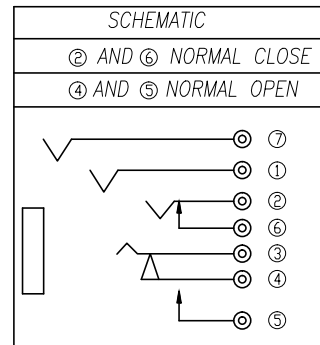 SCHEMATIC
② AND ⑥ NORMAL CLOSE
④ AND ⑤ NORMAL OPEN
⑦
①
②
⑥
③
④
⑤